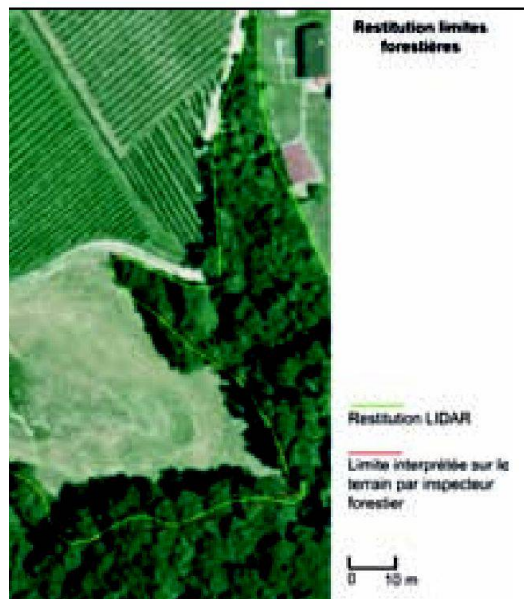 Restitution limites
forestières
Restitution LIDAR
Limite interprétée sur le
terrain par inspecteur
forestier
0 10 m